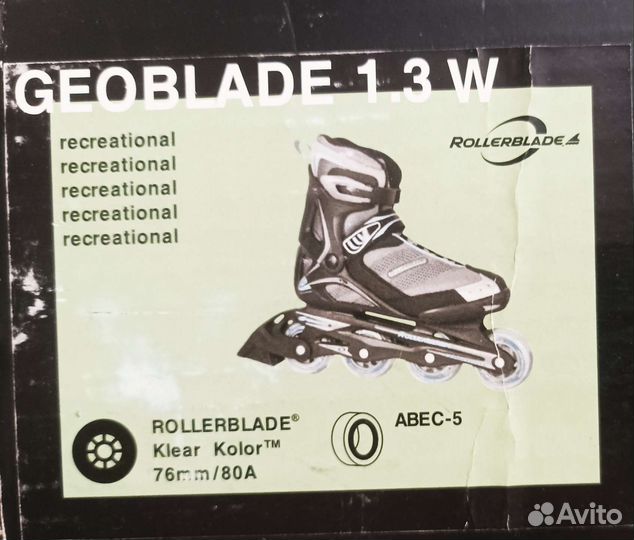 GEOBLADE 1.3 W
recreational
recreational
recreational
recreational
recreational
ROLLERBLADE
ROLLERBLADE®
Klear Kolor™
76mm/80A
ABEC-5
Avito